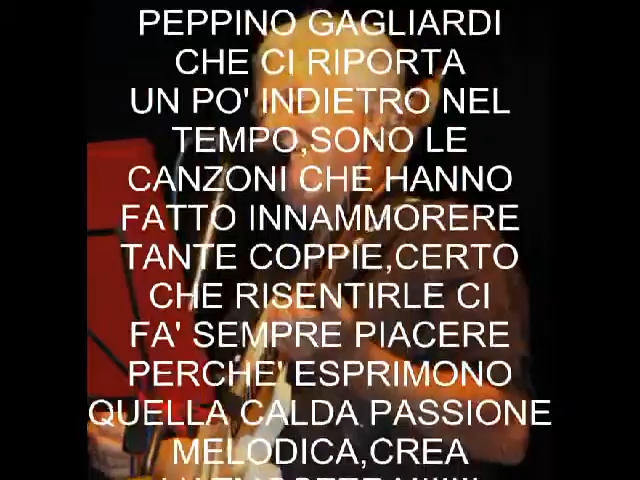 PEPPINO GAGLIARDI
CHE CI RIPORTA
UN PO' INDIETRO NEL
TEMPO,SONO LE
CANZONI CHE HANNO
FATTO INNAMMORERE
TANTE COPPIE,CERTO
CHE RISENTIRLE CI
FA' SEMPRE PIACERE
PERCHE' ESPRIMONO
QUELLA CALDA PASSIONE
MELODICA,CREA